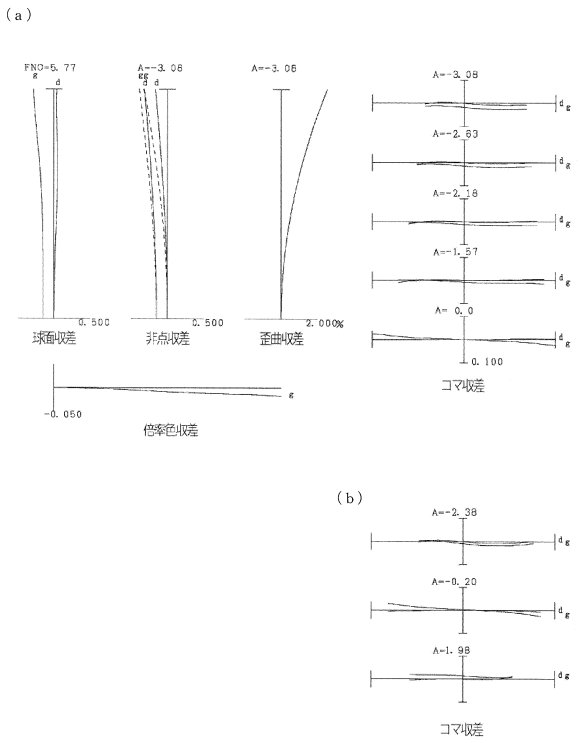 (a)
FNO=5.77
g d
0.500
球面収差
A=-3.08
gg
d d
0.500
非点収差
A=-3.08
2.000%
歪曲収差
-0.050
g
倍率色収差
A=-3.08
d g
A=-2.63
d g
A=-2.18
d g
A=-1.57
d g
A= 0.0
d g
0.100
コマ収差
(b)
A=-2.38
d g
A=-0.20
d g
A=1.98
d g
コマ収差